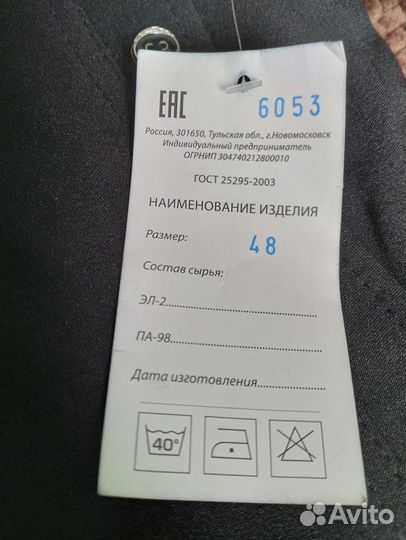 EAC 6053
Россия, 301650, Тульская обл., г.Новомосковск
Индивидуальный предприниматель
ОГРНИП 304740212800010
ГОСТ 25295-2003
НАИМЕНОВАНИЕ ИЗДЕЛИЯ
Размер: 48
Состав сырья:
ЭЛ-2
ПА-98
Дата изготовления
40°
Avito